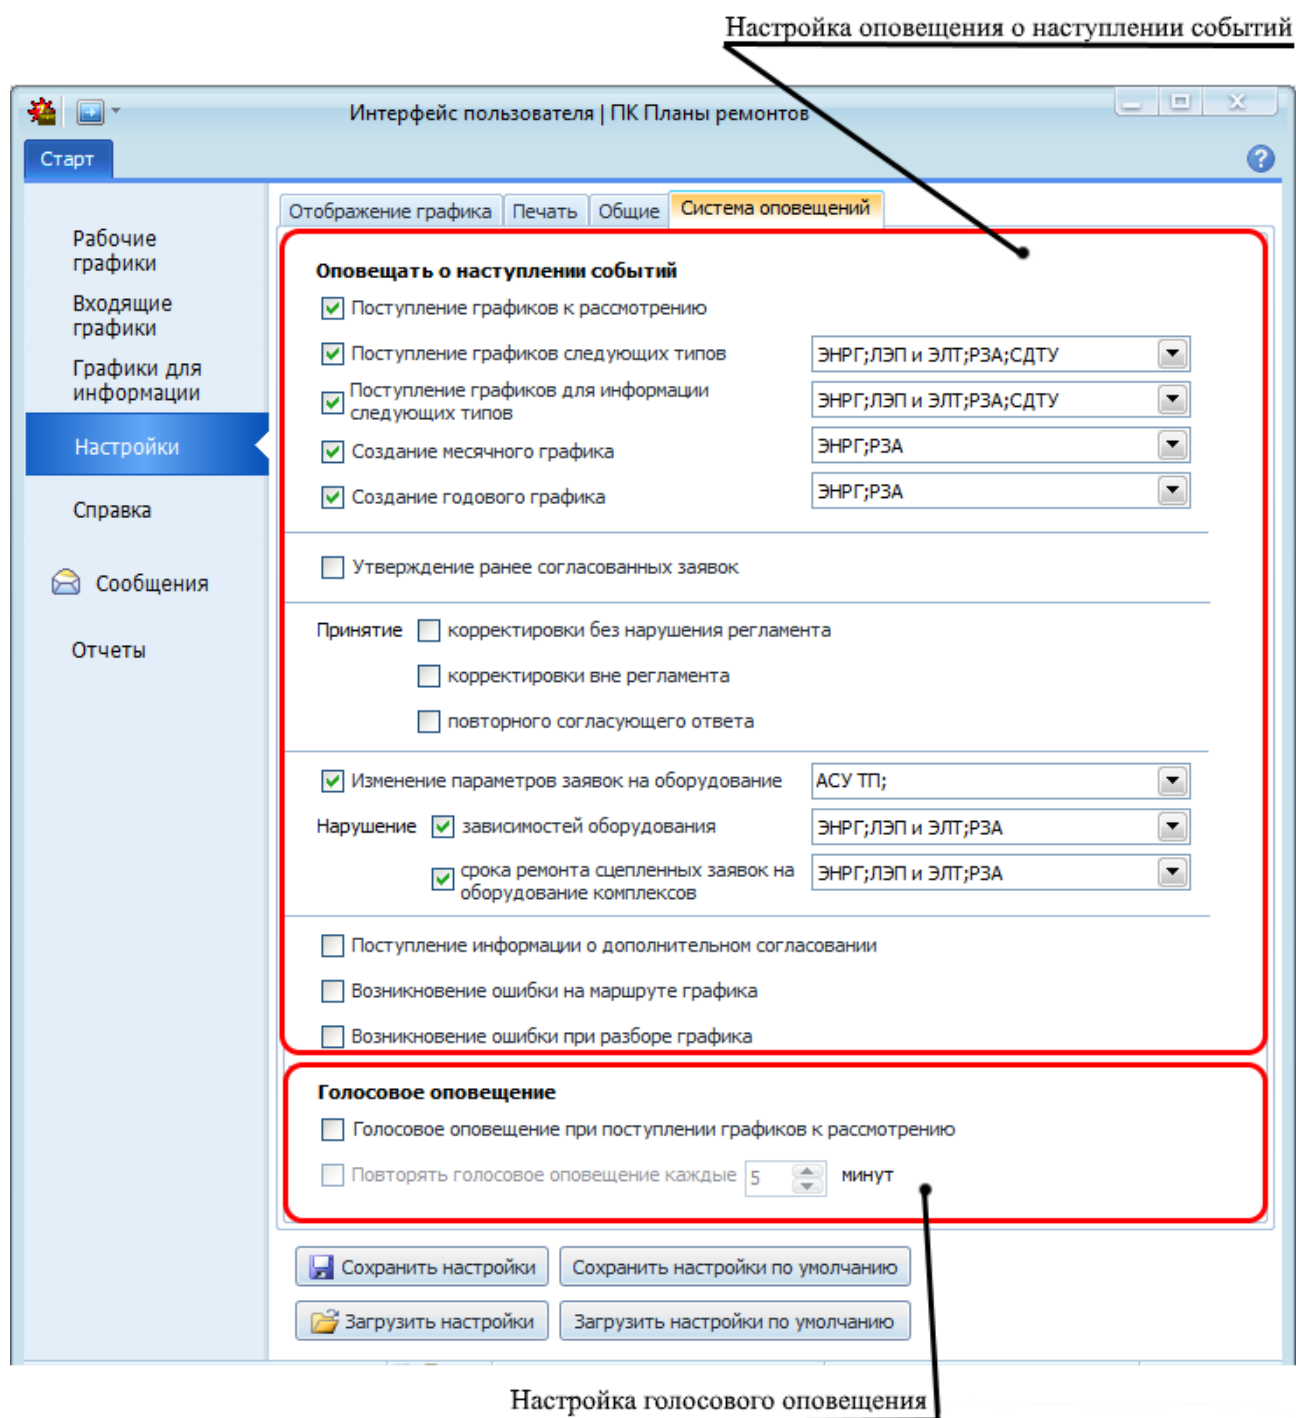 Настройка оповещения о наступлении событий
Интерфейс пользователя | ПК Планы ремонтов
Старт
Рабочие
графики
Входящие
графики
Графики для
информации
Настройки
Справка
Сообщения
Отчеты
Отображение графика Печать Общие Система оповещений
Оповещать о наступлении событий
Поступление графиков к рассмотрению
Поступление графиков следующих типов ЭНРГ;ЛЭП и ЭЛТ;РЗА;СДТУ
Поступление графиков для информации
следующих типов ЭНРГ;ЛЭП и ЭЛТ;РЗА;СДТУ
Создание месячного графика ЭНРГ;РЗА
Создание годового графика ЭНРГ;РЗА
Утверждение ранее согласованных заявок
Принятие корректировки без нарушения регламента
корректировки вне регламента
повторного согласующего ответа
Изменение параметров заявок на оборудование АСУ ТП;
Нарушение зависимостей оборудования ЭНРГ;ЛЭП и ЭЛТ;РЗА
срока ремонта сцепленных заявок на
оборудование комплексов ЭНРГ;ЛЭП и ЭЛТ;РЗА
Поступление информации о дополнительном согласовании
Возникновение ошибки на маршруте графика
Возникновение ошибки при разборе графика
Голосовое оповещение
Голосовое оповещение при поступлении графиков к рассмотрению
Повторять голосовое оповещение каждые 5 минут
Сохранить настройки Сохранить настройки по умолчанию
Загрузить настройки Загрузить настройки по умолчанию
Настройка голосового оповещения